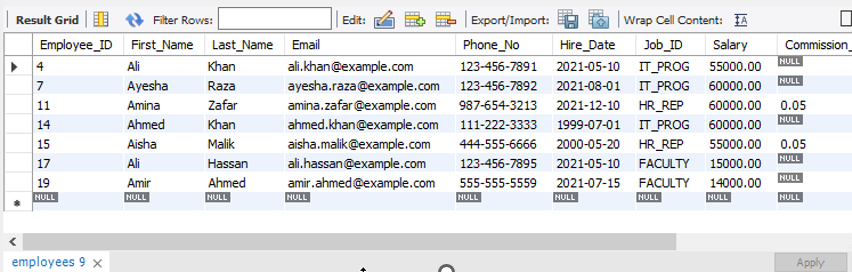 Result Grid Filter Rows: Edit: Export/Import: Wrap Cell Content: IA
Employee_ID First_Name Last_Name Email Phone_No Hire_Date Job_ID Salary Commission_
4 Ali Khan ali.khan@example.com 123-456-7891 2021-05-10 IT_PROG 55000.00 NULL
7 Ayesha Raza ayesha.raza@example.com 123-456-7892 2021-08-01 IT_PROG 60000.00 NULL
11 Amina Zafar amina.zafar@example.com 987-654-3213 2021-12-10 HR_REP 60000.00 0.05
14 Ahmed Khan ahmed.khan@example.com 111-222-3333 1999-07-01 IT_PROG 60000.00 NULL
15 Aisha Malik aisha.malik@example.com 444-555-6666 2000-05-20 HR_REP 55000.00 0.05
17 Ali Hassan ali.hassan@example.com 123-456-7895 2021-05-10 FACULTY 15000.00 NULL
19 Amir Ahmed amir.ahmed@example.com 555-555-5559 2021-07-15 FACULTY 14000.00 NULL
NULL NULL NULL NULL NULL NULL NULL NULL NULL
employees 9 Apply